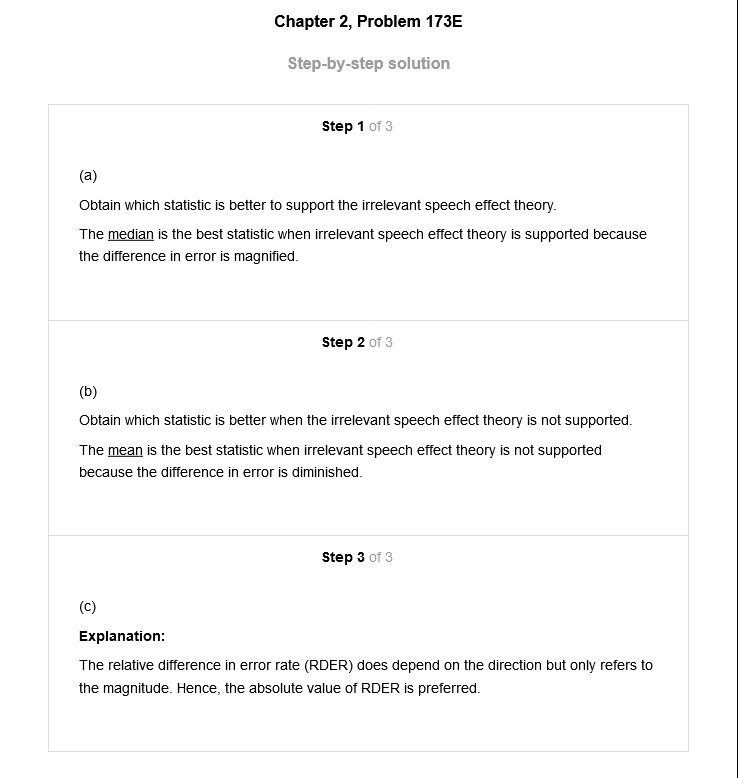 Chapter 2, Problem 173E
Step-by-step solution
Step 1 of 3
(a)
Obtain which statistic is better to support the irrelevant speech effect theory.
The median is the best statistic when irrelevant speech effect theory is supported because
the difference in error is magnified.
Step 2 of 3
(b)
Obtain which statistic is better when the irrelevant speech effect theory is not supported.
The mean is the best statistic when irrelevant speech effect theory is not supported
because the difference in error is diminished.
Step 3 of 3
(c)
Explanation:
The relative difference in error rate (RDER) does depend on the direction but only refers to
the magnitude. Hence, the absolute value of RDER is preferred.